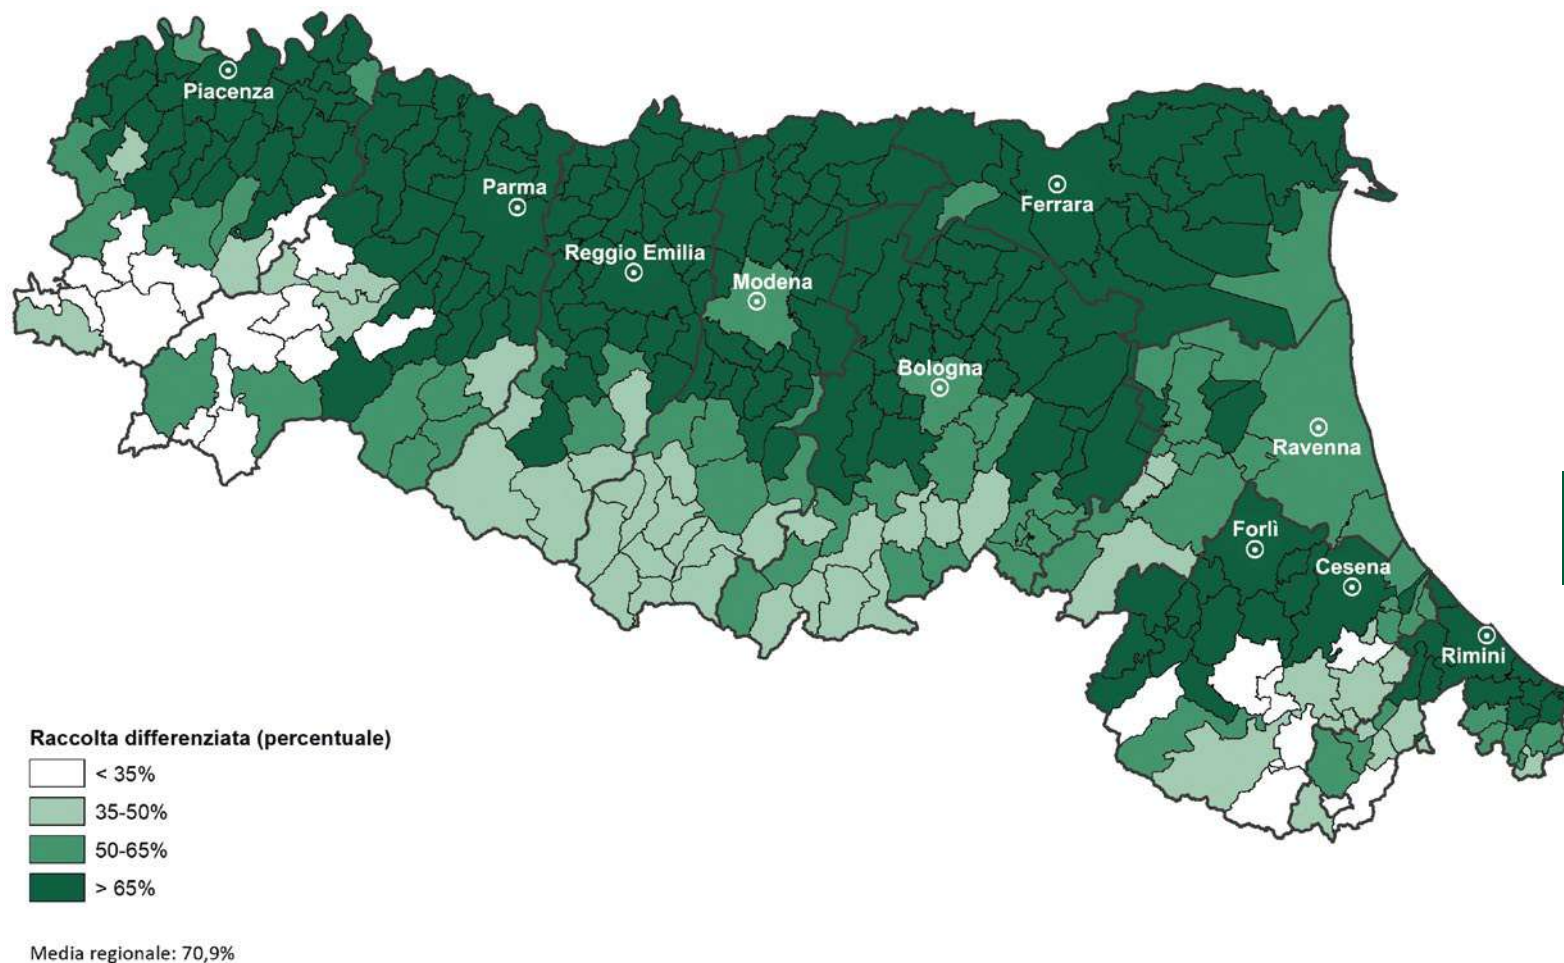 Piacenza
Parma
Ferrara
Reggio Emilia
Modena
Bologna
Ravenna
Forlì
Cesena
Rimini
Raccolta differenziata (percentuale)
< 35%
35-50%
50-65%
> 65%
Media regionale: 70,9%